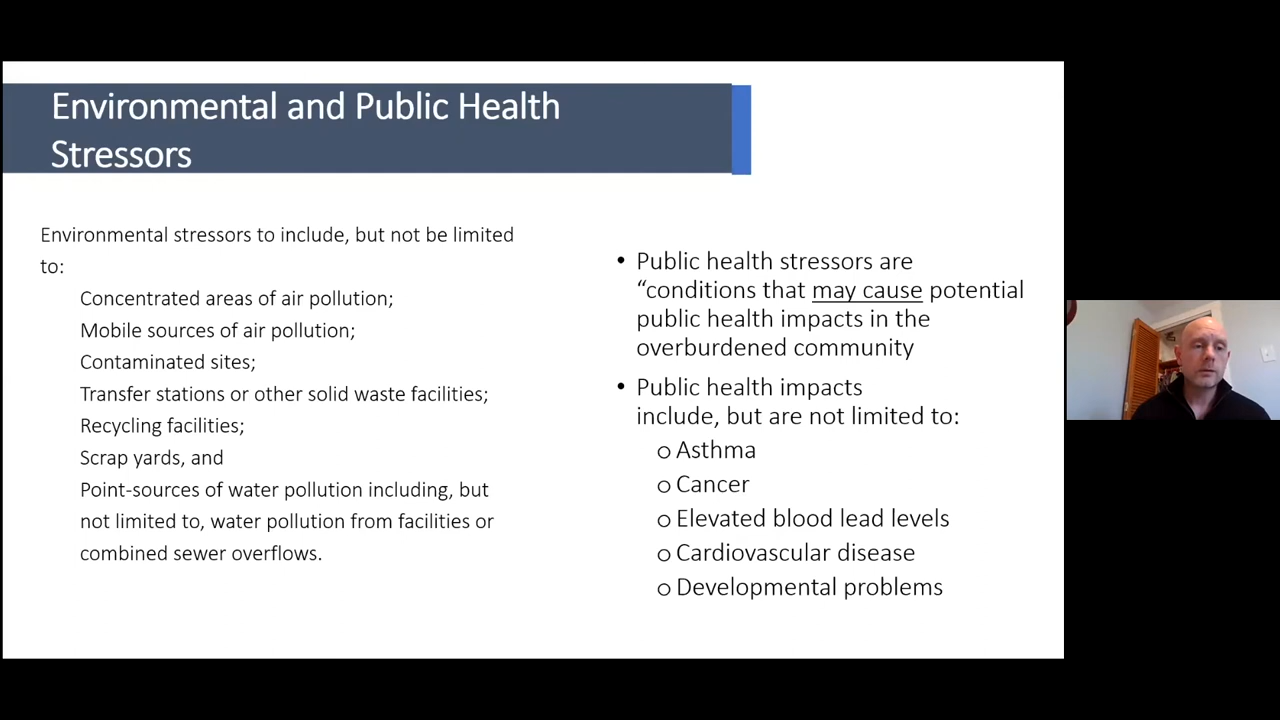 Environmental and Public Health
Stressors
Environmental stressors to include, but not be limited
to:
Concentrated areas of air pollution;
Mobile sources of air pollution;
Contaminated sites;
Transfer stations or other solid waste facilities;
Recycling facilities;
Scrap yards, and
Point-sources of water pollution including, but
not limited to, water pollution from facilities or
combined sewer overflows.
• Public health stressors are
“conditions that may cause potential
public health impacts in the
overburdened community
• Public health impacts
include, but are not limited to:
o Asthma
o Cancer
o Elevated blood lead levels
o Cardiovascular disease
o Developmental problems